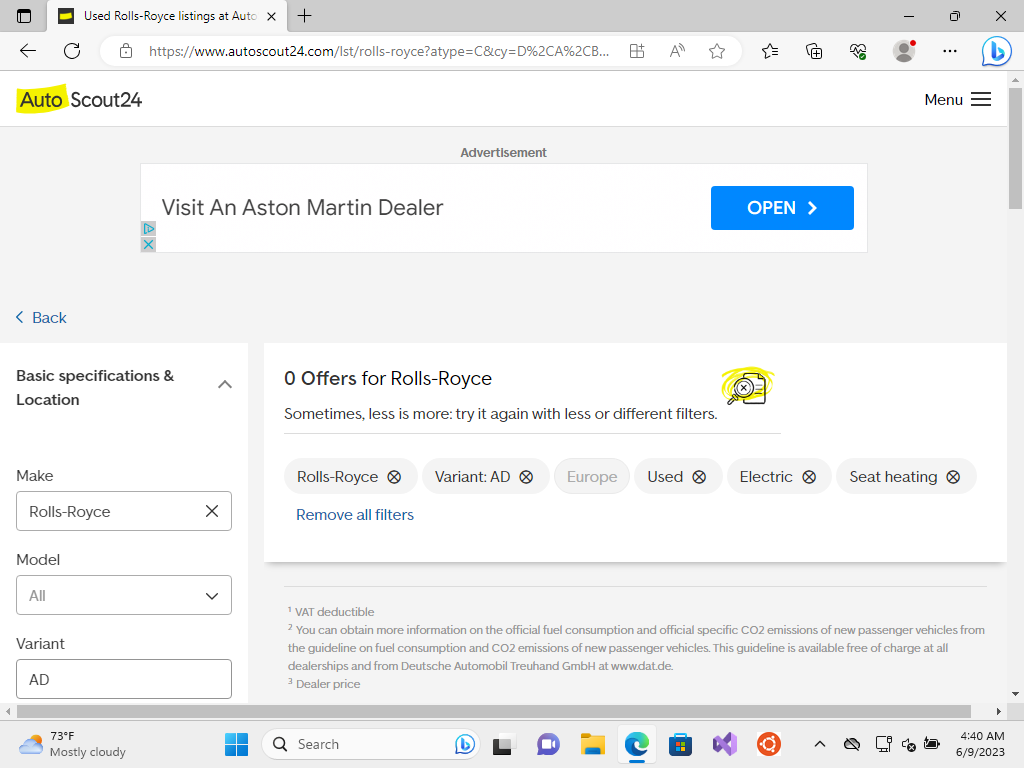 Used Rolls-Royce listings at Auto
https://www.autoscout24.com/lst/rolls-royce?atype=C&cy=D%2CA%2CB...
AutoScout24
Menu
Advertisement
Visit An Aston Martin Dealer
OPEN
Back
Basic specifications &
Location
0 Offers for Rolls-Royce
Sometimes, less is more: try it again with less or different filters.
Make
Rolls-Royce
Rolls-Royce
Variant: AD
Europe
Used
Electric
Seat heating
Remove all filters
Model
All
Variant
AD
1 VAT deductible
2 You can obtain more information on the official fuel consumption and official specific CO2 emissions of new passenger vehicles from
the guideline on fuel consumption and CO2 emissions of new passenger vehicles. This guideline is available free of charge at all
dealerships and from Deutsche Automobil Treuhand GmbH at www.dat.de.
3 Dealer price
73°F
Mostly cloudy
Search
4:40 AM
6/9/2023